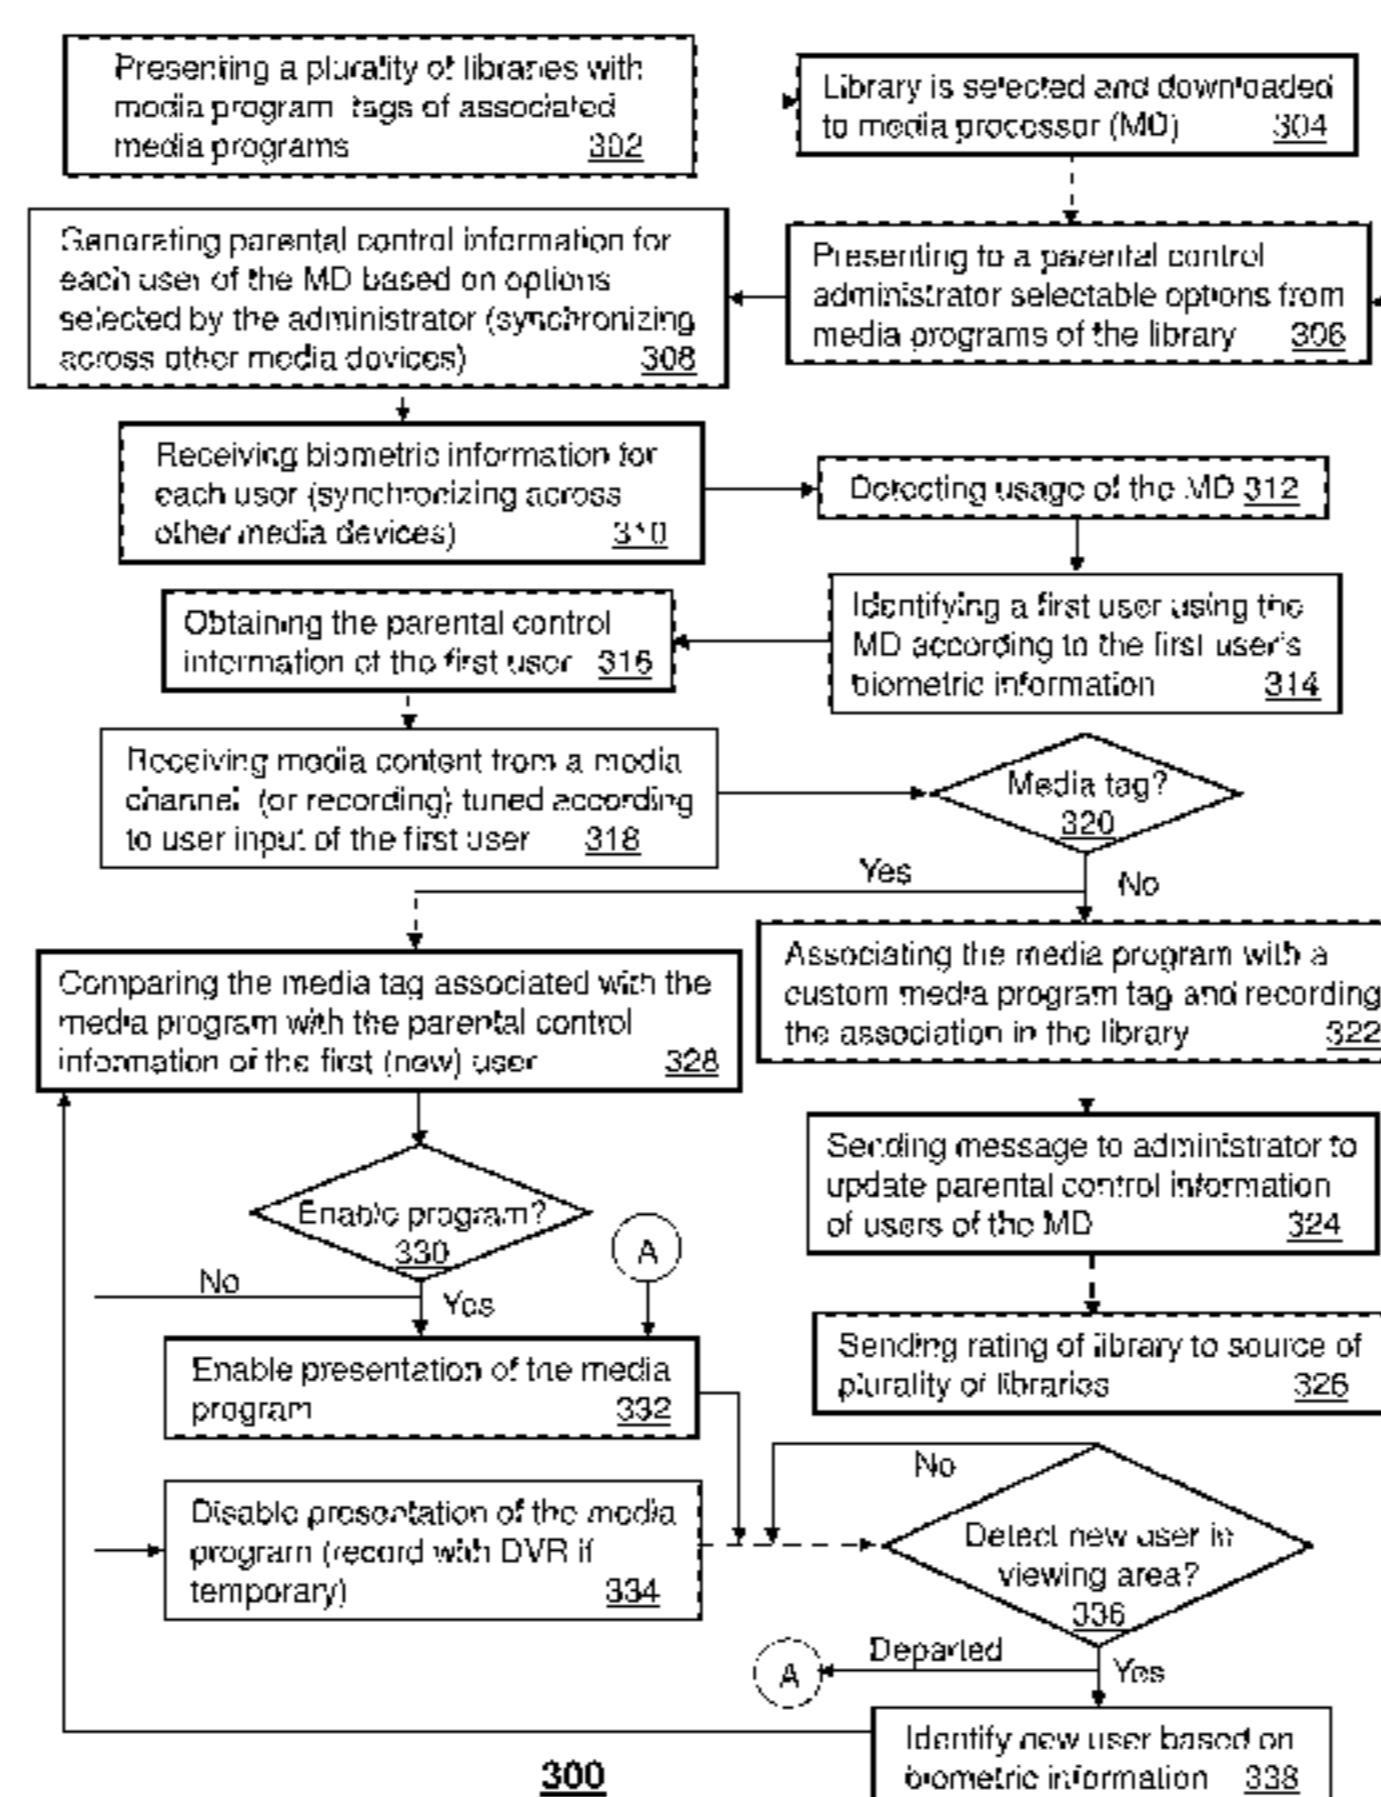 Presenting a plurality of libraries with
media program tags of associated
media programs 302
Library is selected and downloaded
to media processor (MD) 304
Generating parental control information for
each user of the MD based on options
selected by the administrator (synchronizing
across other media devices) 308
Presenting to a parental control
administrator selectable options from
media programs of the library 306
Receiving biometric information for
each user (synchronizing across
other media devices) 310
Detecting usage of the MD 312
Obtaining the parental control
information of the first user 316
Identifying a first user using the
MD according to the first user's
biometric information 314
Receiving media content from a media
channel (or recording) tuned according
to user input of the first user 318
Media tag?
320
Yes
No
Comparing the media tag associated with the
media program with the parental control
information of the first (new) user 328
Associating the media program with a
custom media program tag and recording
the association in the library 322
Sending message to administrator to
update parental control information
of users of the MD 324
Enable program?
330
A
No
Yes
Sending rating of library to source of
plurality of libraries 326
Enable presentation of the media
program 332
No
Disable presentation of the media
program (record with DVR if
temporary) 334
Detect new user in
viewing area?
336
Departed
A
Yes
Identify new user based on
biometric information 338
300